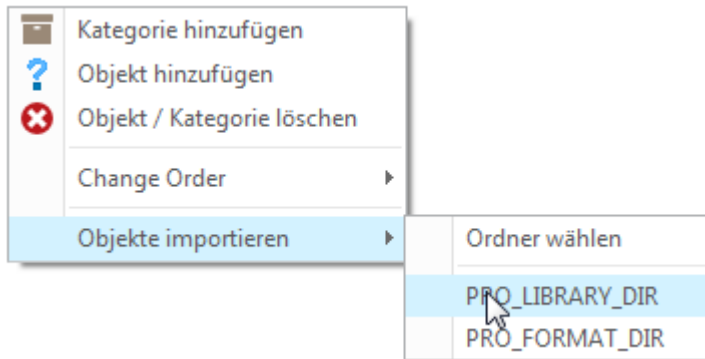 Kategorie hinzufügen
Objekt hinzufügen
Objekt / Kategorie löschen
Change Order
Objekte importieren
Ordner wählen
PRO_LIBRARY_DIR
PRO_FORMAT_DIR